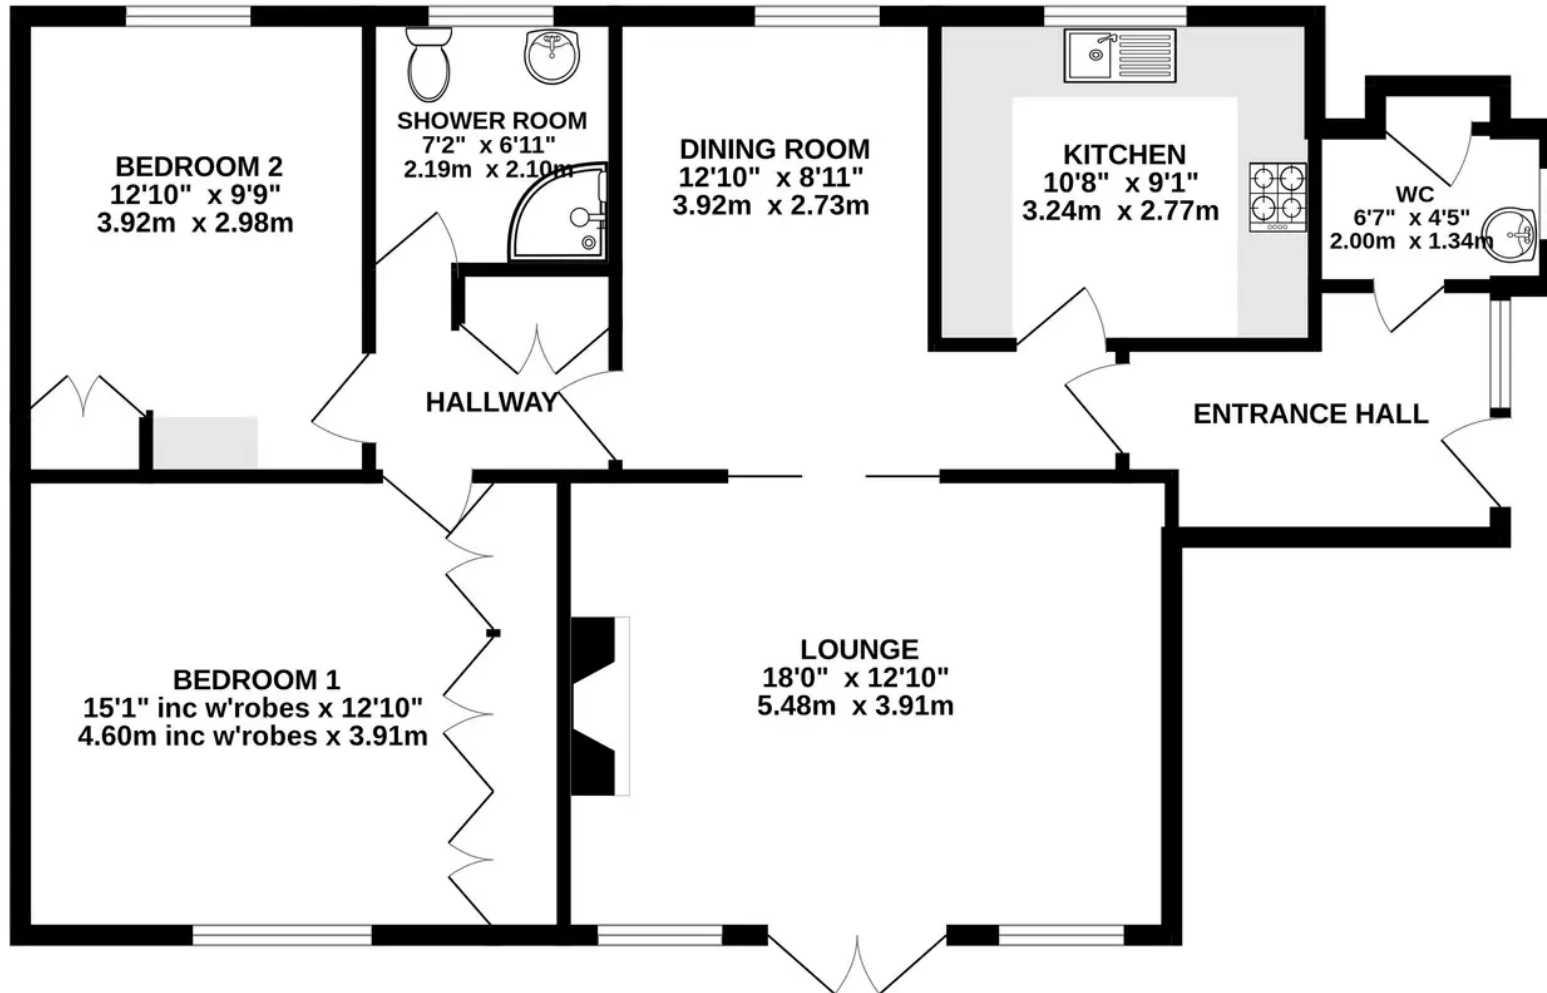 BEDROOM 2
12'10"  x 9'9"
3.92m  x 2.98m
SHOWER ROOM
7'2"  x 6'11"
2.19m  x 2.10m
DINING ROOM
12'10"  x 8'11"
3.92m  x 2.73m
KITCHEN
10'8"  x 9'1"
3.24m  x 2.77m
WC
6'7"  x 4'5"
2.00m  x 1.34m
HALLWAY
ENTRANCE HALL
BEDROOM 1
15'1" inc w'robes x 12'10"
4.60m inc w'robes x 3.91m
LOUNGE
18'0"  x 12'10"
5.48m  x 3.91m